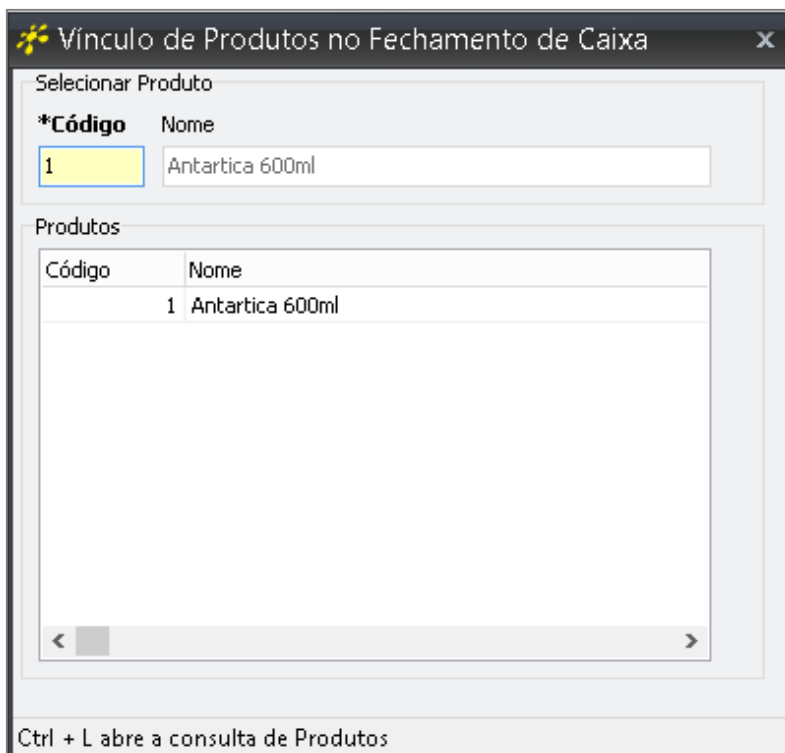 Vínculo de Produtos no Fechamento de Caixa x
Selecionar Produto
*Código Nome
1 Antartica 600ml
Produtos
Código Nome
1 Antartica 600ml
Ctrl + L abre a consulta de Produtos